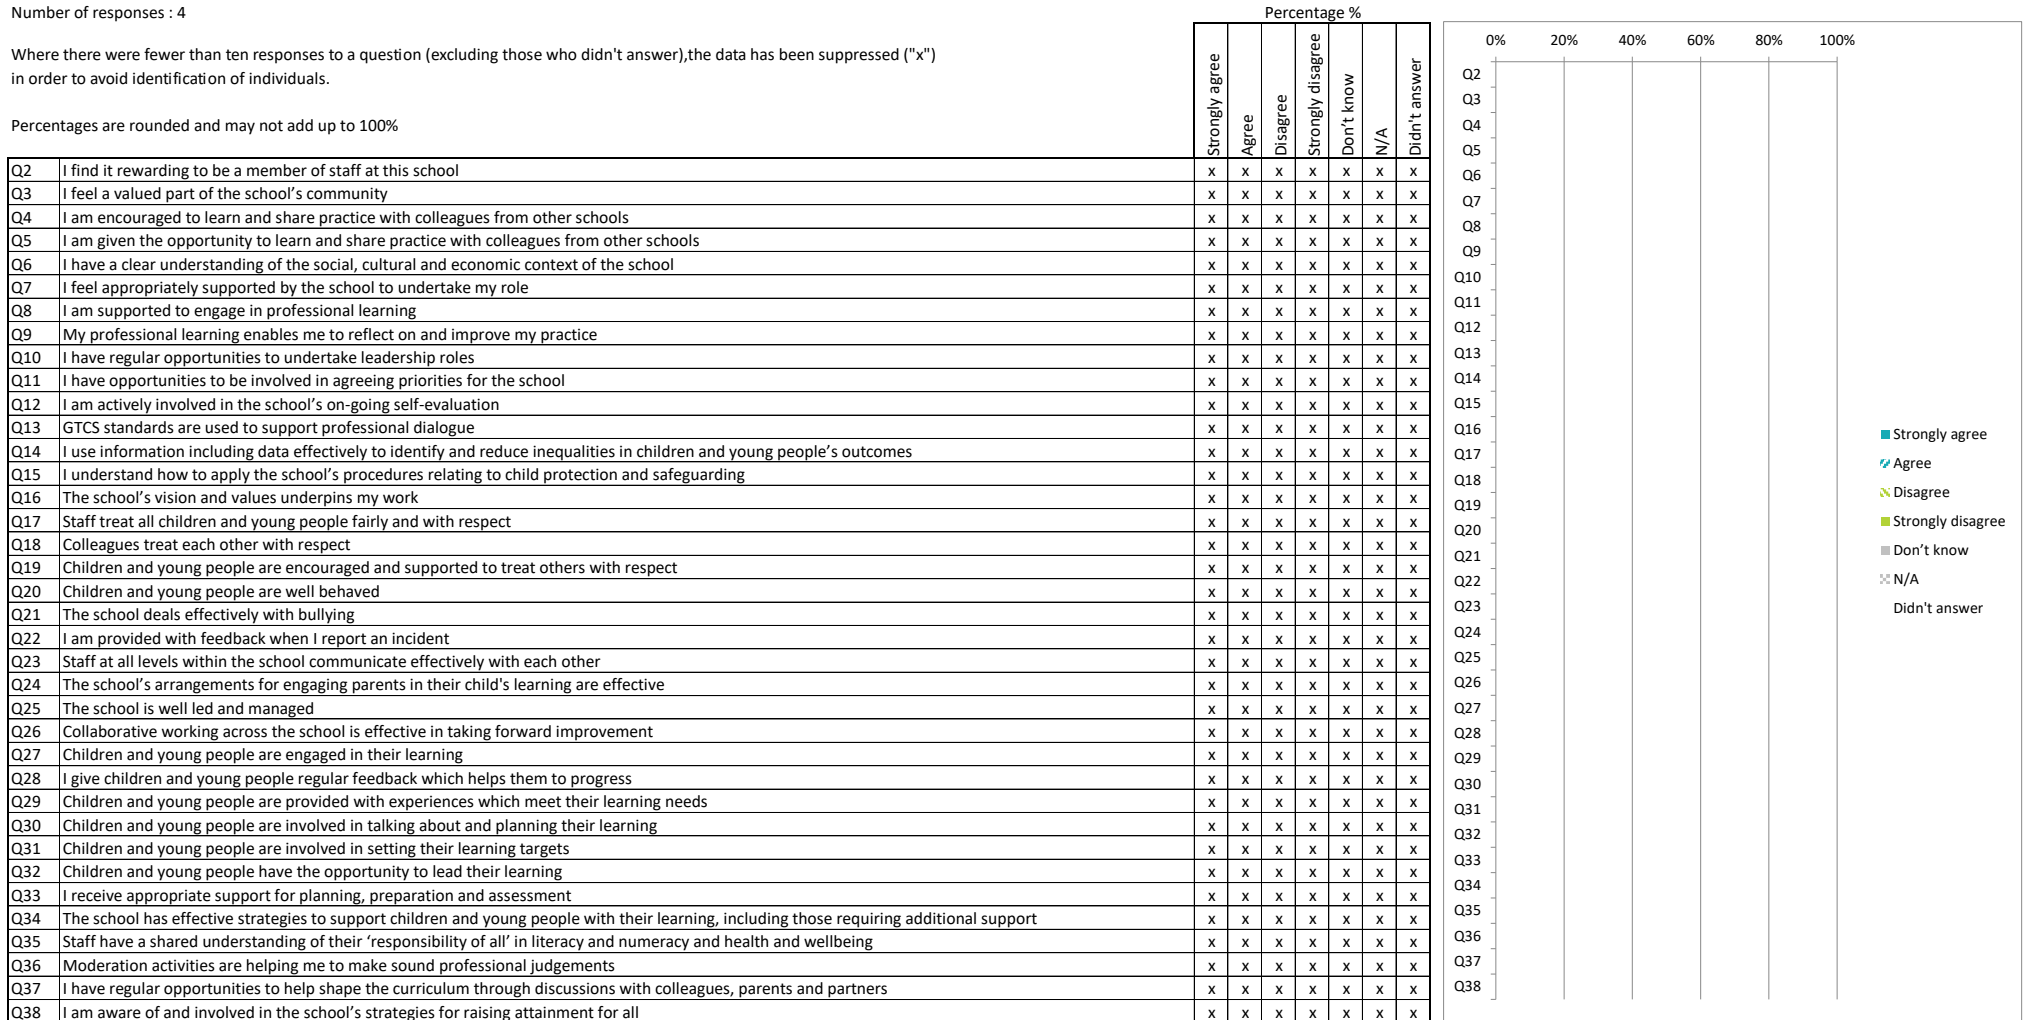 Number of responses : 4
Percentage %
Where there were fewer than ten responses to a question (excluding those who didn't answer),the data has been suppressed ("x")
in order to avoid identification of individuals.
Percentages are rounded and may not add up to 100%
Strongly agree
Agree
Disagree
Strongly disagree
Don't know
N/A
Didn't answer
Q2 I find it rewarding to be a member of staff at this school x x x x x x x
Q3 I feel a valued part of the school’s community x x x x x x x
Q4 I am encouraged to learn and share practice with colleagues from other schools x x x x x x x
Q5 I am given the opportunity to learn and share practice with colleagues from other schools x x x x x x x
Q6 I have a clear understanding of the social, cultural and economic context of the school x x x x x x x
Q7 I feel appropriately supported by the school to undertake my role x x x x x x x
Q8 I am supported to engage in professional learning x x x x x x x
Q9 My professional learning enables me to reflect on and improve my practice x x x x x x x
Q10 I have regular opportunities to undertake leadership roles x x x x x x x
Q11 I have opportunities to be involved in agreeing priorities for the school x x x x x x x
Q12 I am actively involved in the school’s on-going self-evaluation x x x x x x x
Q13 GTCS standards are used to support professional dialogue x x x x x x x
Q14 I use information including data effectively to identify and reduce inequalities in children and young people’s outcomes x x x x x x x
Q15 I understand how to apply the school’s procedures relating to child protection and safeguarding x x x x x x x
Q16 The school’s vision and values underpins my work x x x x x x x
Q17 Staff treat all children and young people fairly and with respect x x x x x x x
Q18 Colleagues treat each other with respect x x x x x x x
Q19 Children and young people are encouraged and supported to treat others with respect x x x x x x x
Q20 Children and young people are well behaved x x x x x x x
Q21 The school deals effectively with bullying x x x x x x x
Q22 I am provided with feedback when I report an incident x x x x x x x
Q23 Staff at all levels within the school communicate effectively with each other x x x x x x x
Q24 The school’s arrangements for engaging parents in their child's learning are effective x x x x x x x
Q25 The school is well led and managed x x x x x x x
Q26 Collaborative working across the school is effective in taking forward improvement x x x x x x x
Q27 Children and young people are engaged in their learning x x x x x x x
Q28 I give children and young people regular feedback which helps them to progress x x x x x x x
Q29 Children and young people are provided with experiences which meet their learning needs x x x x x x x
Q30 Children and young people are involved in talking about and planning their learning x x x x x x x
Q31 Children and young people are involved in setting their learning targets x x x x x x x
Q32 Children and young people have the opportunity to lead their learning x x x x x x x
Q33 I receive appropriate support for planning, preparation and assessment x x x x x x x
Q34 The school has effective strategies to support children and young people with their learning, including those requiring additional support x x x x x x x
Q35 Staff have a shared understanding of their ‘responsibility of all’ in literacy and numeracy and health and wellbeing x x x x x x x
Q36 Moderation activities are helping me to make sound professional judgements x x x x x x x
Q37 I have regular opportunities to help shape the curriculum through discussions with colleagues, parents and partners x x x x x x x
Q38 I am aware of and involved in the school’s strategies for raising attainment for all x x x x x x x
0% 20% 40% 60% 80% 100%
Q2
Q3
Q4
Q5
Q6
Q7
Q8
Q9
Q10
Q11
Q12
Q13
Q14
Q15
Q16
Q17
Q18
Q19
Q20
Q21
Q22
Q23
Q24
Q25
Q26
Q27
Q28
Q29
Q30
Q31
Q32
Q33
Q34
Q35
Q36
Q37
Q38
Strongly agree
Agree
Disagree
Strongly disagree
Don’t know
N/A
Didn't answer